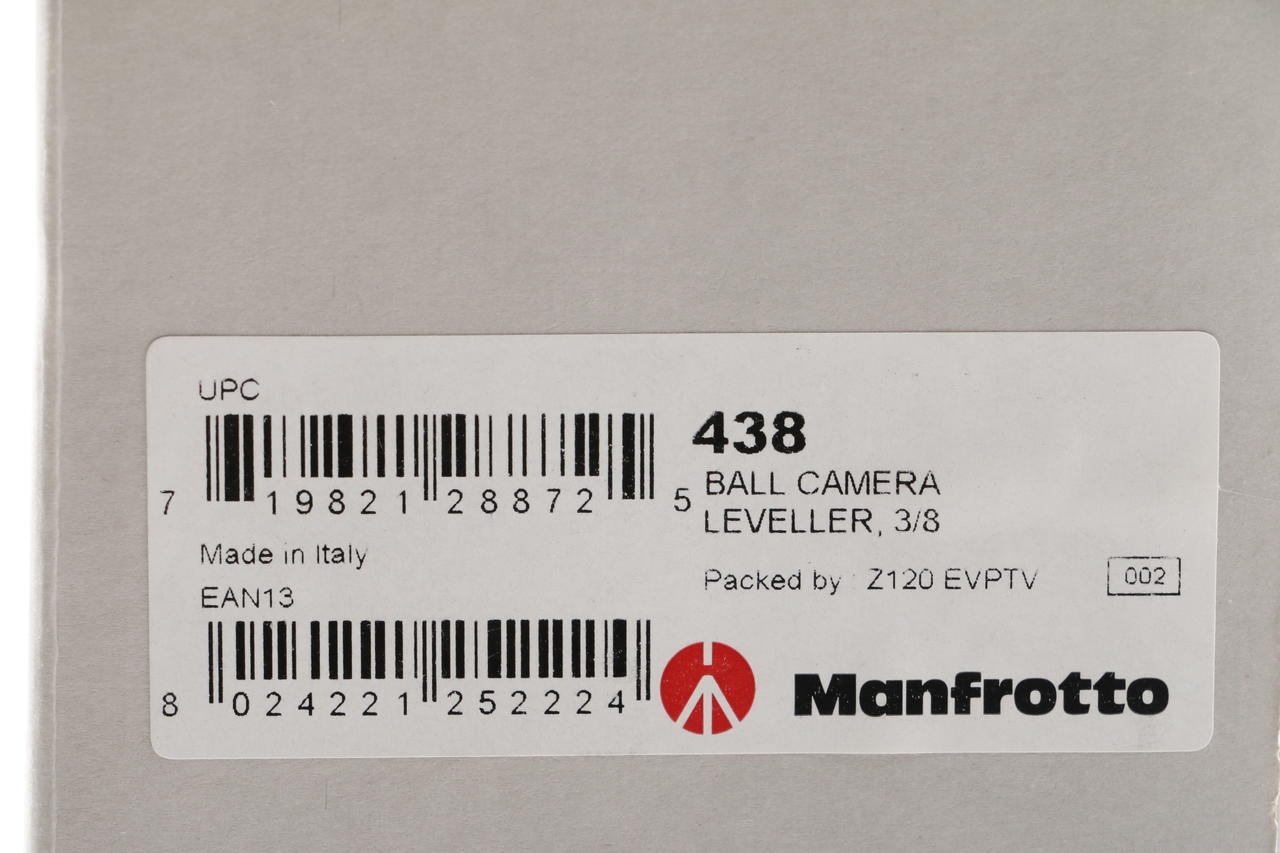 UPC
7 19821 28872 5
Made in Italy
EAN13
8 024221 252224
438
BALL CAMERA
LEVELLER, 3/8
Packed by : Z120 EVPTV
002
Manfrotto